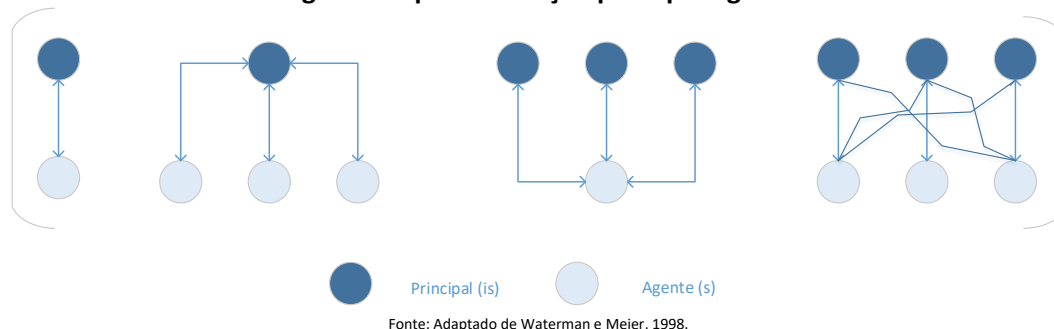 Principal (is)
Agente (s)
Fonte: Adaptado de Waterman e Meier, 1998.